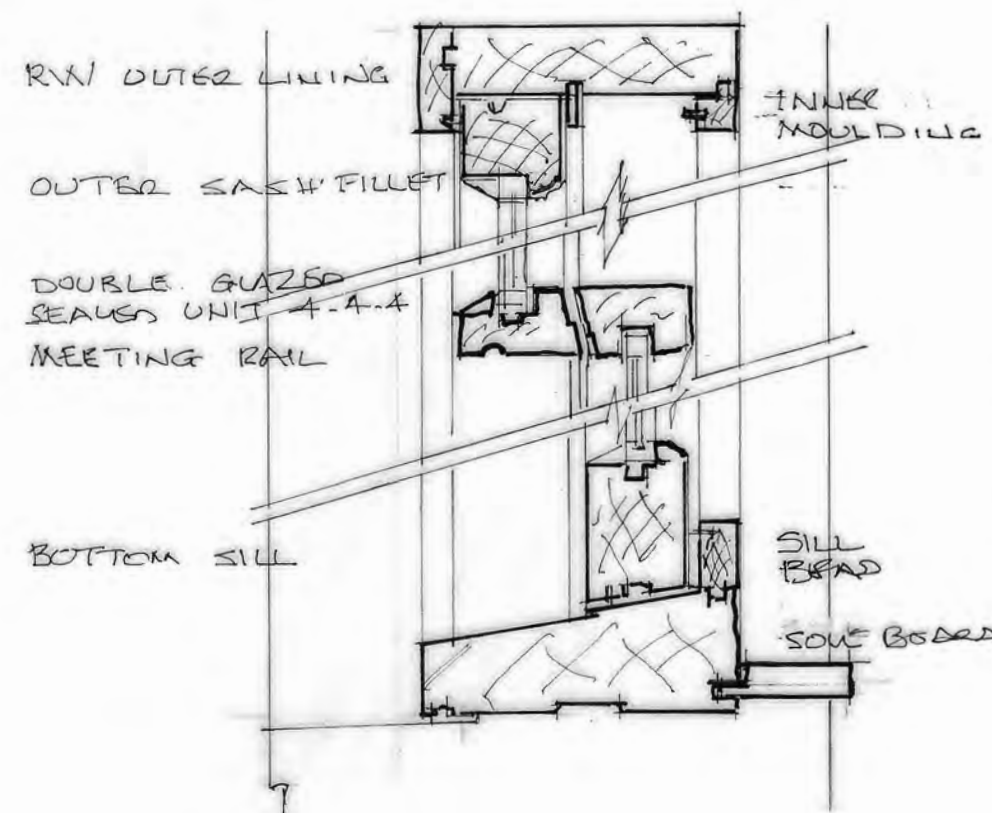 RW OUTER LINING
INNER
MOULDING
OUTER SASH FILLET
DOUBLE GLAZED
SEALED UNIT 4-4-4
MEETING RAIL
BOTTOM SILL
SILL
BEAD
SOLE BOARD